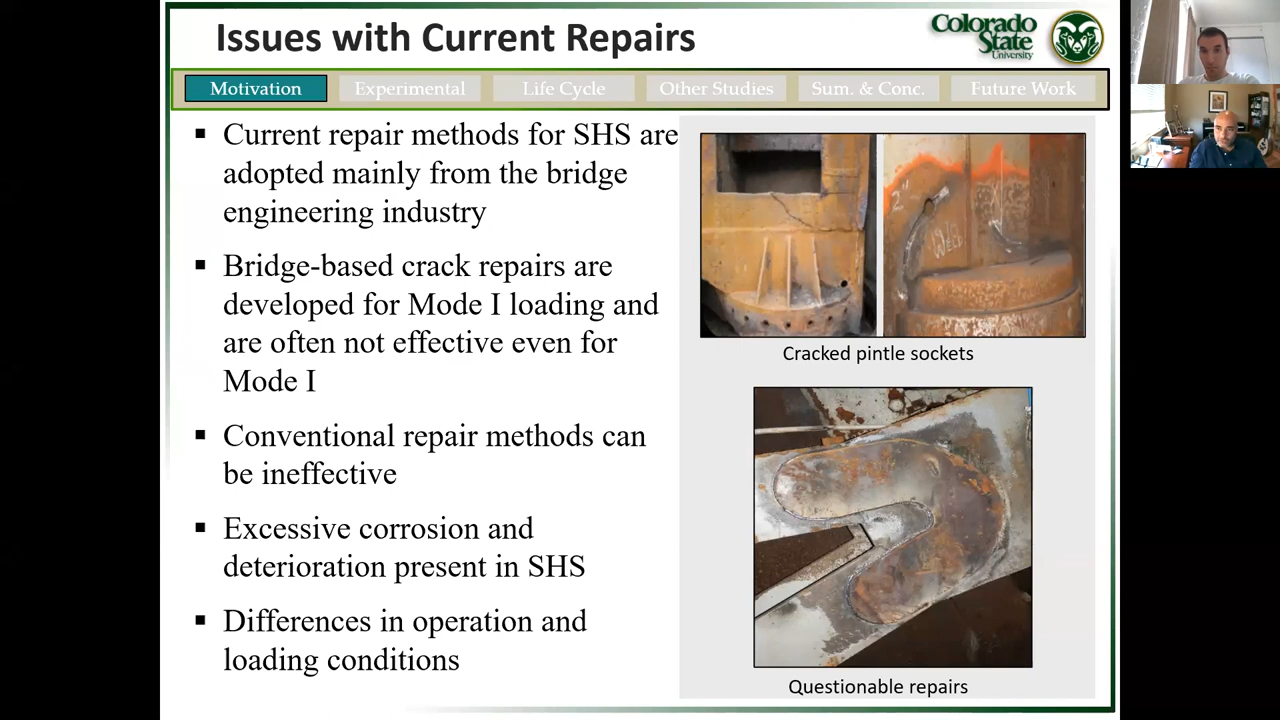 Issues with Current Repairs
Colorado
State
University
Motivation
Experimental
Life Cycle
Other Studies
Sum. & Conc.
Future Work
▪ Current repair methods for SHS are
adopted mainly from the bridge
engineering industry
▪ Bridge-based crack repairs are
developed for Mode I loading and
are often not effective even for
Mode I
▪ Conventional repair methods can
be ineffective
▪ Excessive corrosion and
deterioration present in SHS
▪ Differences in operation and
loading conditions
2"
WELD
Cracked pintle sockets
Questionable repairs